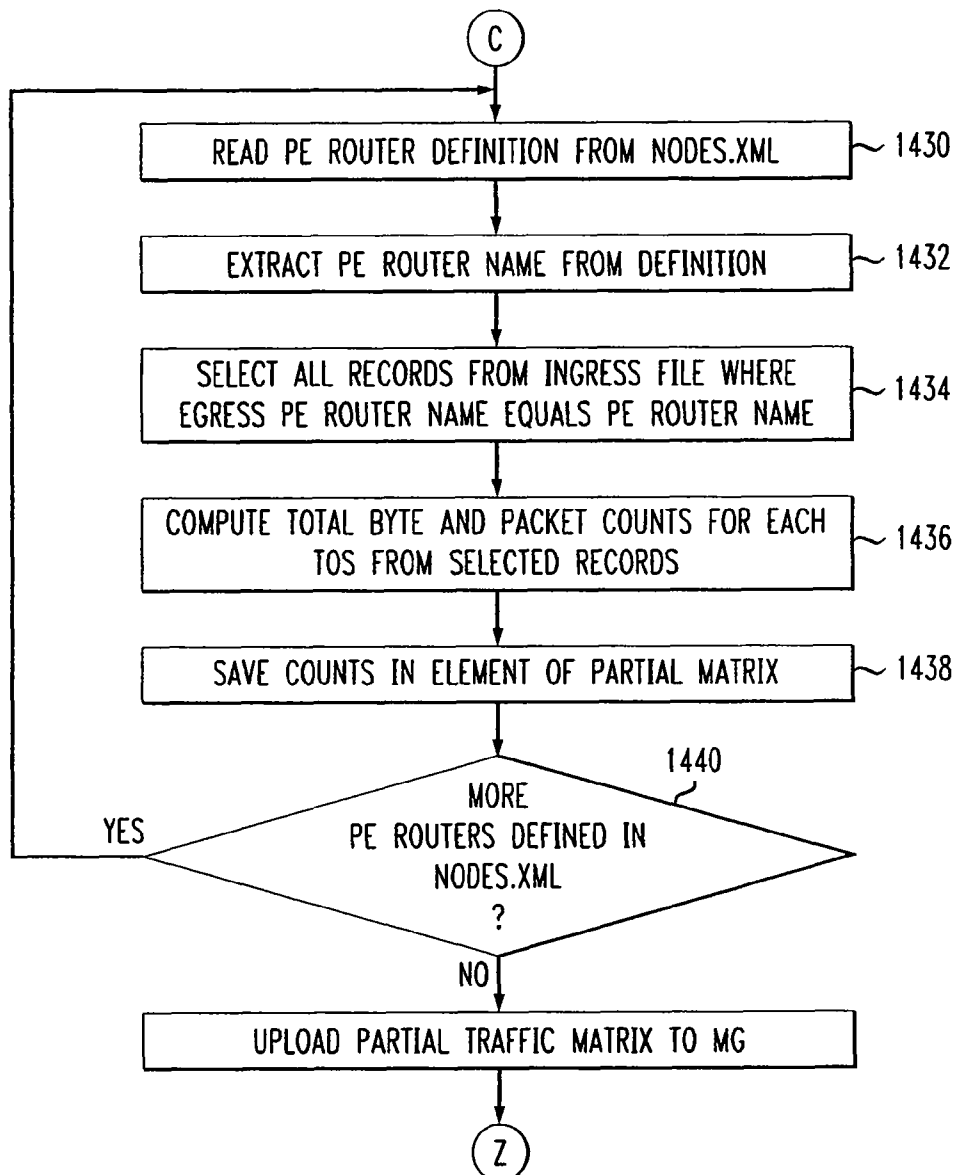 C
READ PE ROUTER DEFINITION FROM NODES.XML
1430
EXTRACT PE ROUTER NAME FROM DEFINITION
1432
SELECT ALL RECORDS FROM INGRESS FILE WHERE
EGRESS PE ROUTER NAME EQUALS PE ROUTER NAME
1434
COMPUTE TOTAL BYTE AND PACKET COUNTS FOR EACH
TOS FROM SELECTED RECORDS
1436
SAVE COUNTS IN ELEMENT OF PARTIAL MATRIX
1438
1440
MORE
PE ROUTERS DEFINED IN
NODES.XML
?
YES
NO
UPLOAD PARTIAL TRAFFIC MATRIX TO MG
Z